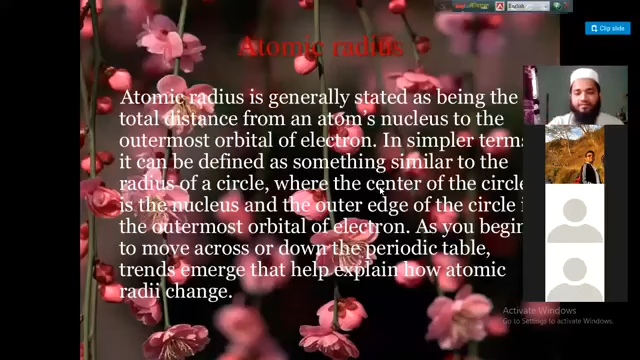 Atomic radius
Atomic radius is generally stated as being the
total distance from an atom's nucleus to the
outermost orbital of electron. In simpler terms
it can be defined as something similar to the
radius of a circle, where the center of the circle
is the nucleus and the outer edge of the circle i
the outermost orbital of electron. As you begin
to move across or down the periodic table,
trends emerge that help explain how atomic
radii change.
English
Clip slide
Activate Windows
Go to Settings to activate Windows.